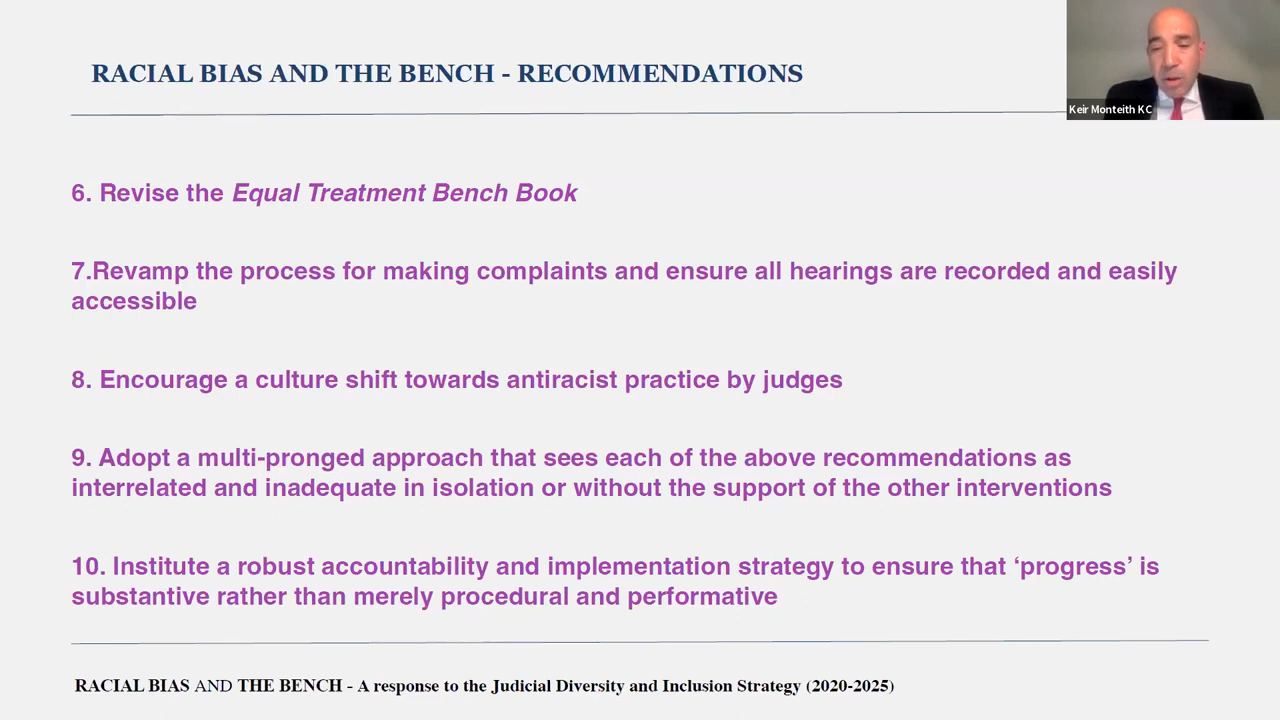 RACIAL BIAS AND THE BENCH - RECOMMENDATIONS
Keir Monteith KC
6. Revise the Equal Treatment Bench Book
7.Revamp the process for making complaints and ensure all hearings are recorded and easily
accessible
8. Encourage a culture shift towards antiracist practice by judges
9. Adopt a multi-pronged approach that sees each of the above recommendations as
interrelated and inadequate in isolation or without the support of the other interventions
10. Institute a robust accountability and implementation strategy to ensure that ‘progress’ is
substantive rather than merely procedural and performative
RACIAL BIAS AND THE BENCH - A response to the Judicial Diversity and Inclusion Strategy (2020-2025)